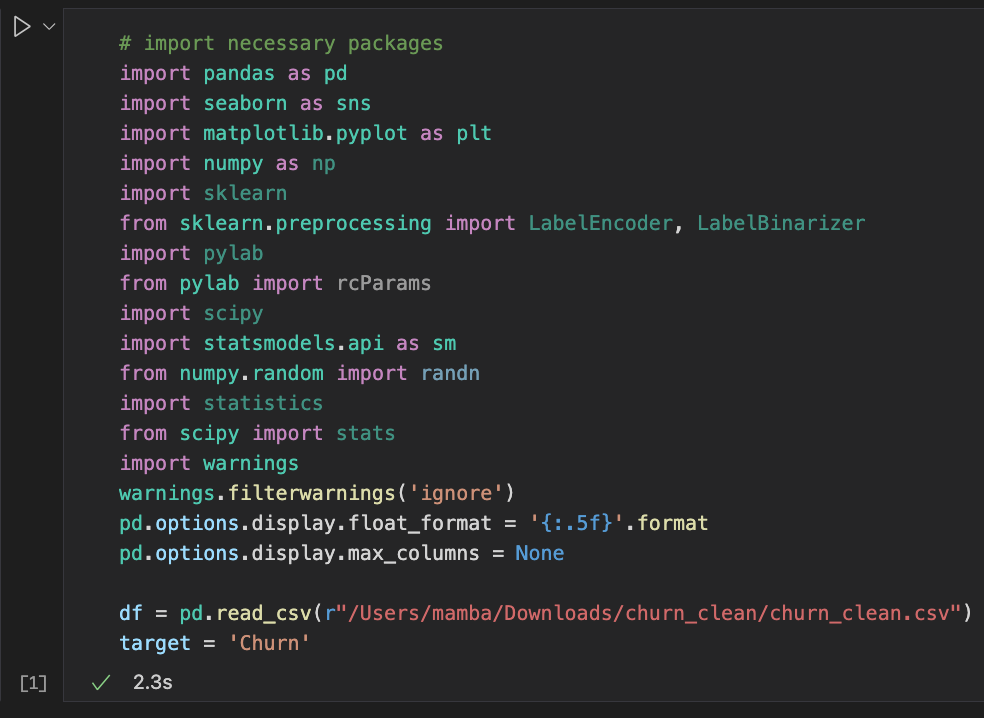 # import necessary packages
import pandas as pd
import seaborn as sns
import matplotlib.pyplot as plt
import numpy as np
import sklearn
from sklearn.preprocessing import LabelEncoder, LabelBinarizer
import pylab
from pylab import rcParams
import scipy
import statsmodels.api as sm
from numpy.random import randn
import statistics
from scipy import stats
import warnings
warnings.filterwarnings('ignore')
pd.options.display.float_format = '{:.5f}'.format
pd.options.display.max_columns = None
df = pd.read_csv(r"/Users/mamba/Downloads/churn_clean/churn_clean.csv")
target = 'Churn'
[1] 2.3s